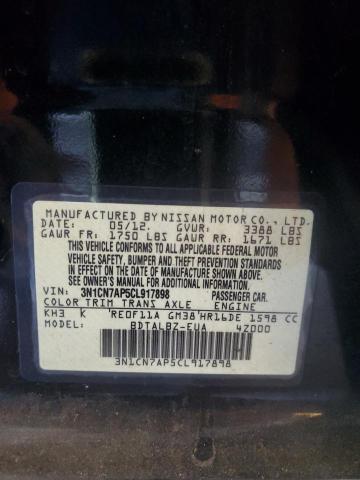 MANUFACTURED BY NISSAN MOTOR CO., LTD.
DATE: 05/12. GVWR: 3388 LBS
GAWR FR: 1750 LBS GAWR RR: 1671 LBS
THIS VEHICLE CONFORMS TO ALL APPLICABLE FEDERAL MOTOR
VEHICLE SAFETY, BUMPER AND THEFT PREVENTION STANDARDS
IN EFFECT ON THE DATE OF MANUFACTURE SHOWN ABOVE.
3N SEE OWNERS MANUAL FOR ADDITIONAL INFORMATION.
VIN: 3N1CN7AP5CL917898 PASSENGER CAR.
COLOR TRIM TRANS AXLE ENGINE
KH3 K RE0F11A GM38 HR16DE 1598 CC
MODEL: BDTALBZ-EUA 4Z000
3N1CN7AP5CL917898